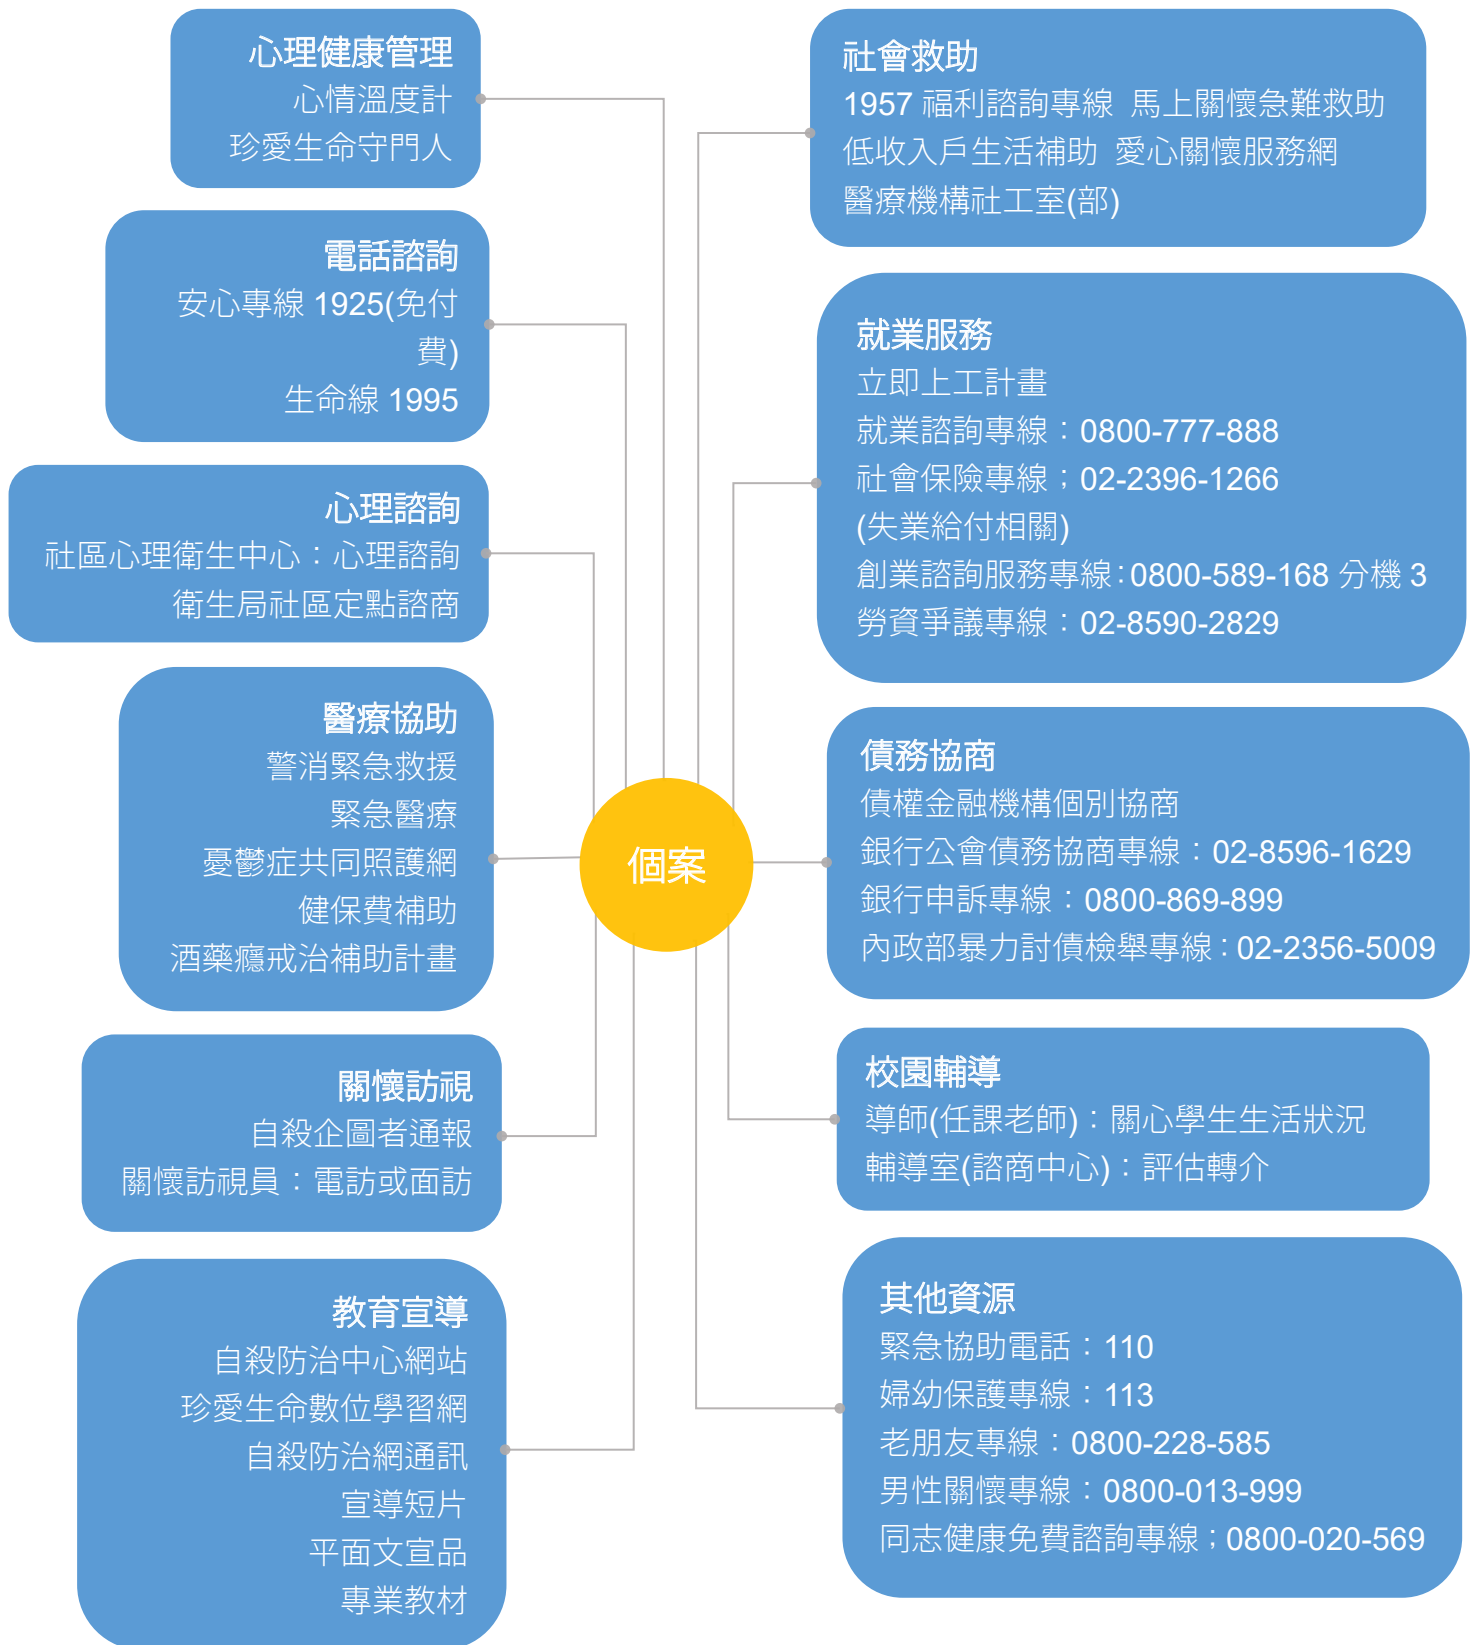 心理健康管理
心情溫度計
珍愛生命守門人
電話諮詢
安心專線 1925(免付
費)
生命線 1995
心理諮詢
社區心理衛生中心：心理諮詢
衛生局社區定點諮商
醫療協助
警消緊急救援
緊急醫療
憂鬱症共同照護網
健保費補助
酒藥癮戒治補助計畫
關懷訪視
自殺企圖者通報
關懷訪視員：電訪或面訪
教育宣導
自殺防治中心網站
珍愛生命數位學習網
自殺防治網通訊
宣導短片
平面文宣品
專業教材
個案
社會救助
1957 福利諮詢專線 馬上關懷急難救助
低收入戶生活補助 愛心關懷服務網
醫療機構社工室(部)
就業服務
立即上工計畫
就業諮詢專線：0800-777-888
社會保險專線；02-2396-1266
(失業給付相關)
創業諮詢服務專線：0800-589-168 分機 3
勞資爭議專線：02-8590-2829
債務協商
債權金融機構個別協商
銀行公會債務協商專線：02-8596-1629
銀行申訴專線：0800-869-899
內政部暴力討債檢舉專線：02-2356-5009
校園輔導
導師(任課老師)：關心學生生活狀況
輔導室(諮商中心)：評估轉介
其他資源
緊急協助電話：110
婦幼保護專線：113
老朋友專線：0800-228-585
男性關懷專線：0800-013-999
同志健康免費諮詢專線；0800-020-569